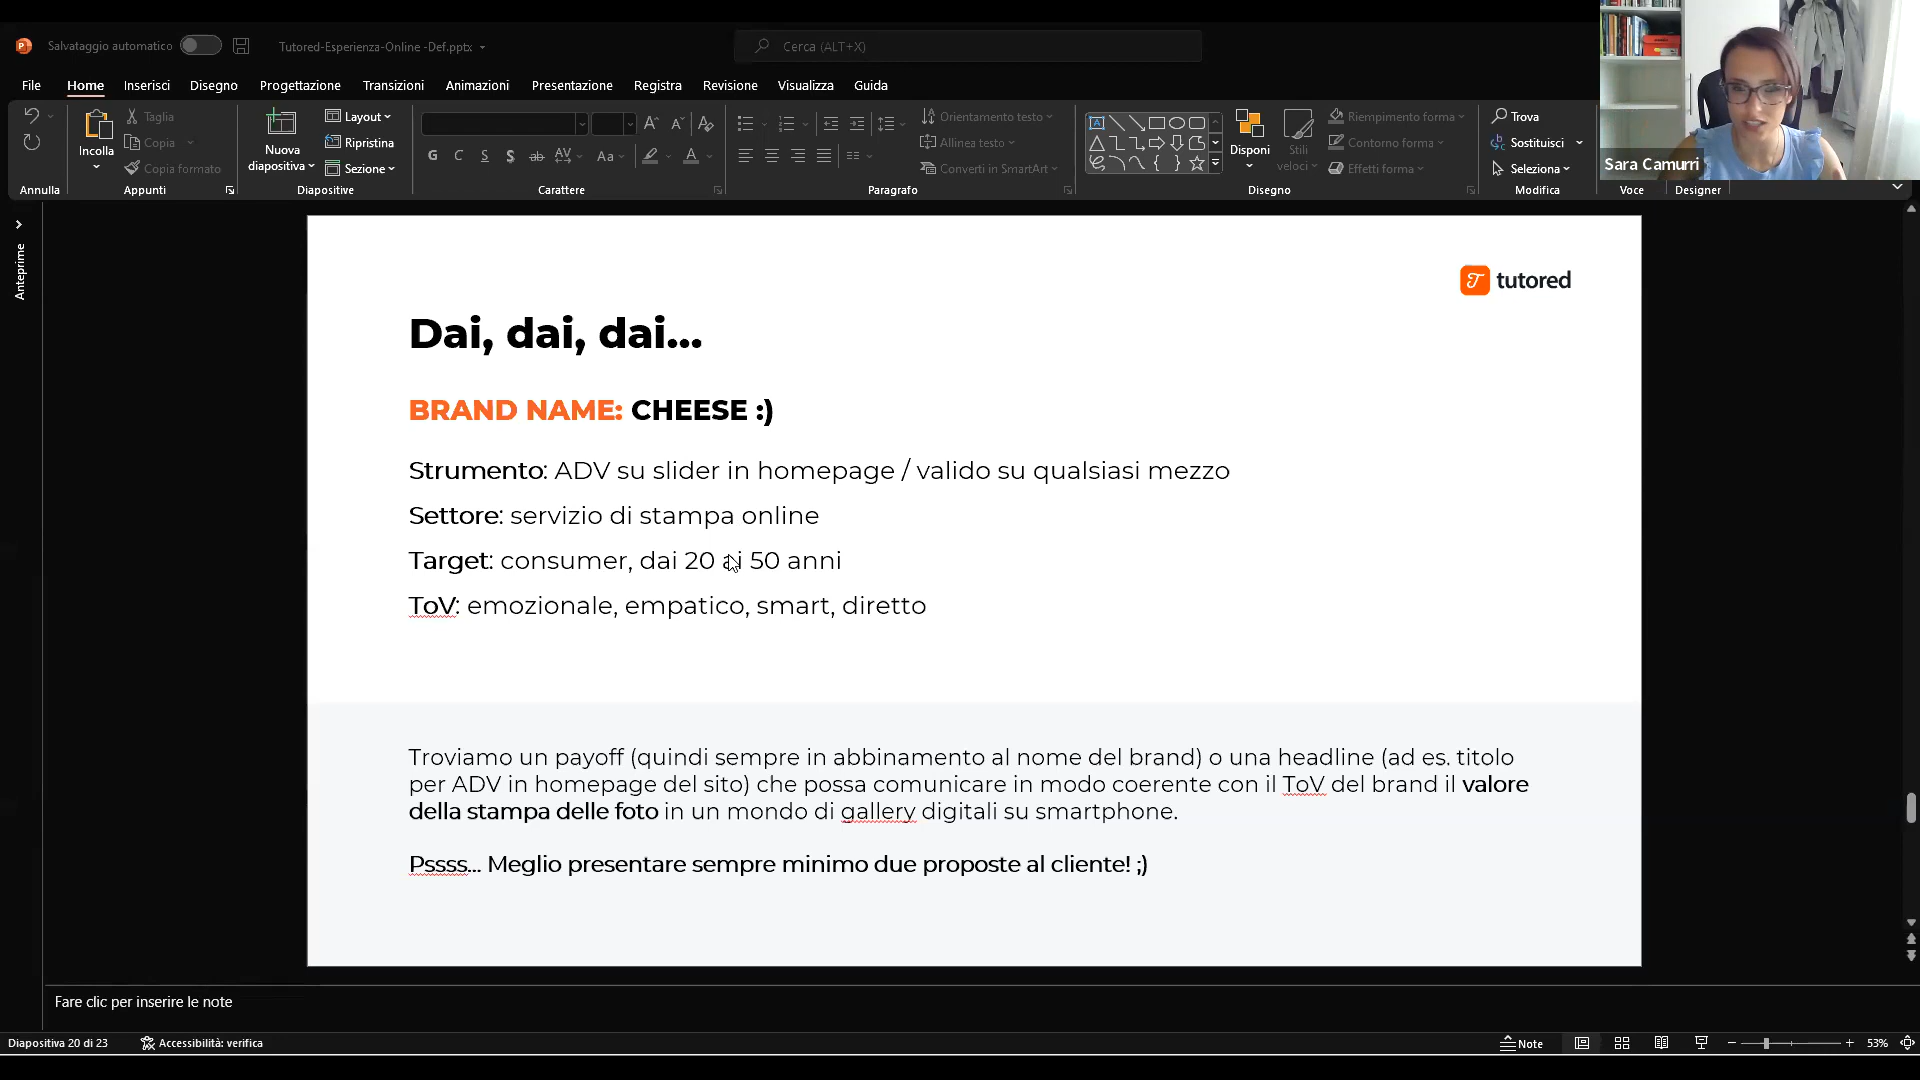 Salvataggio automatico
Tutored-Esperienza-Online -Def.pptx
Cerca (ALT+X)
File Home Inserisci Disegno Progettazione Transizioni Animazioni Presentazione Registra Revisione Visualizza Guida
Incolla
Taglia
Copia
Copia formato
Nuova diapositiva
Layout
Ripristina
Sezione
Orientamento testo
Allinea testo
Converti in SmartArt
Disponi
Stili veloci
Riempimento forma
Contorno forma
Effetti forma
Trova
Sostituisci
Seleziona
Sara Camurri
Annulla Appunti Diapositive Carattere Paragrafo Disegno Modifica Voce Designer
Anteprime
tutored
Dai, dai, dai...
BRAND NAME: CHEESE :)
Strumento: ADV su slider in homepage / valido su qualsiasi mezzo
Settore: servizio di stampa online
Target: consumer, dai 20 ai 50 anni
ToV: emozionale, empatico, smart, diretto
Troviamo un payoff (quindi sempre in abbinamento al nome del brand) o una headline (ad es. titolo
per ADV in homepage del sito) che possa comunicare in modo coerente con il ToV del brand il valore
della stampa delle foto in un mondo di gallery digitali su smartphone.
Pssss... Meglio presentare sempre minimo due proposte al cliente! ;)
Fare clic per inserire le note
Diapositiva 20 di 23 Accessibilità: verifica Note 53%